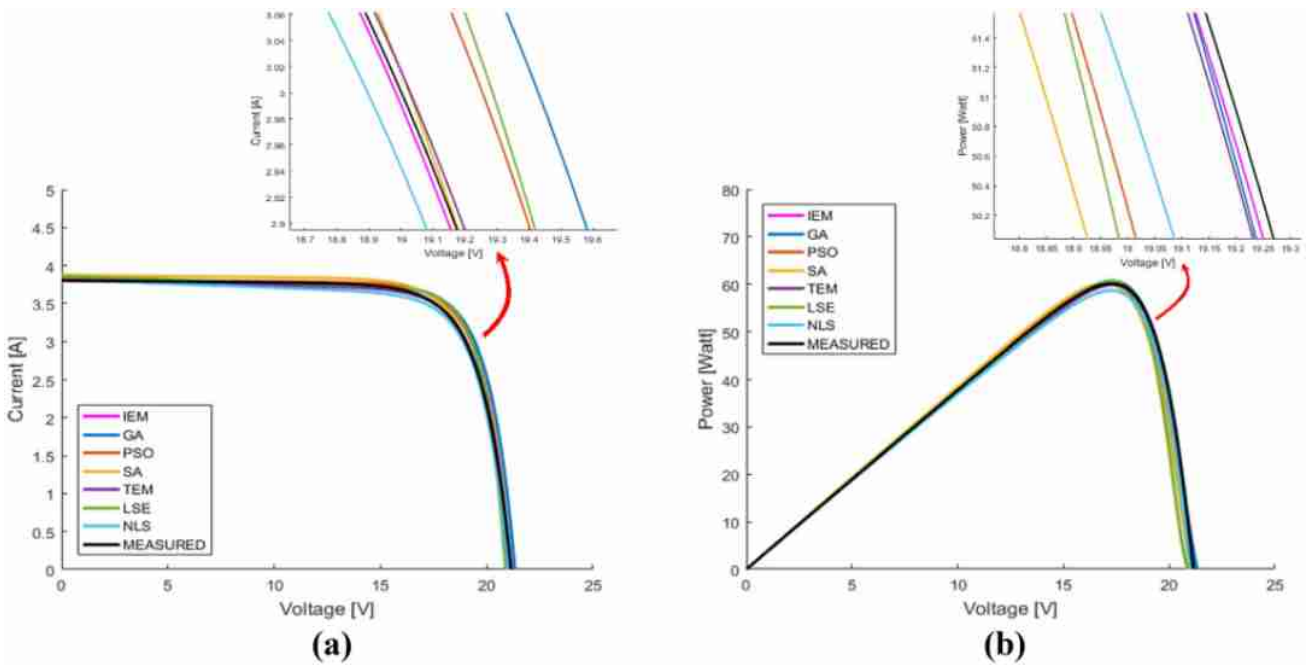 3.06
3.04
3.02
3
2.98
2.96
2.94
2.92
2.9
Current [A]
18.7 18.8 18.9 19 19.1 19.2 19.3 19.4 19.5 19.6
Voltage [V]
5
4.5
4
3.5
3
2.5
2
1.5
1
0.5
0
Current [A]
IEM
GA
PSO
SA
TEM
LSE
NLS
MEASURED
0 5 10 15 20 25
Voltage [V]
(a)
51.4
51.2
51
50.8
50.6
50.4
50.2
Power [Watt]
18.8 18.85 18.9 18.95 19 19.05 19.1 19.15 19.2 19.25 19.3
Voltage [V]
80
70
60
50
40
30
20
10
0
Power [Watt]
IEM
GA
PSO
SA
TEM
LSE
NLS
MEASURED
0 5 10 15 20 25
Voltage [V]
(b)